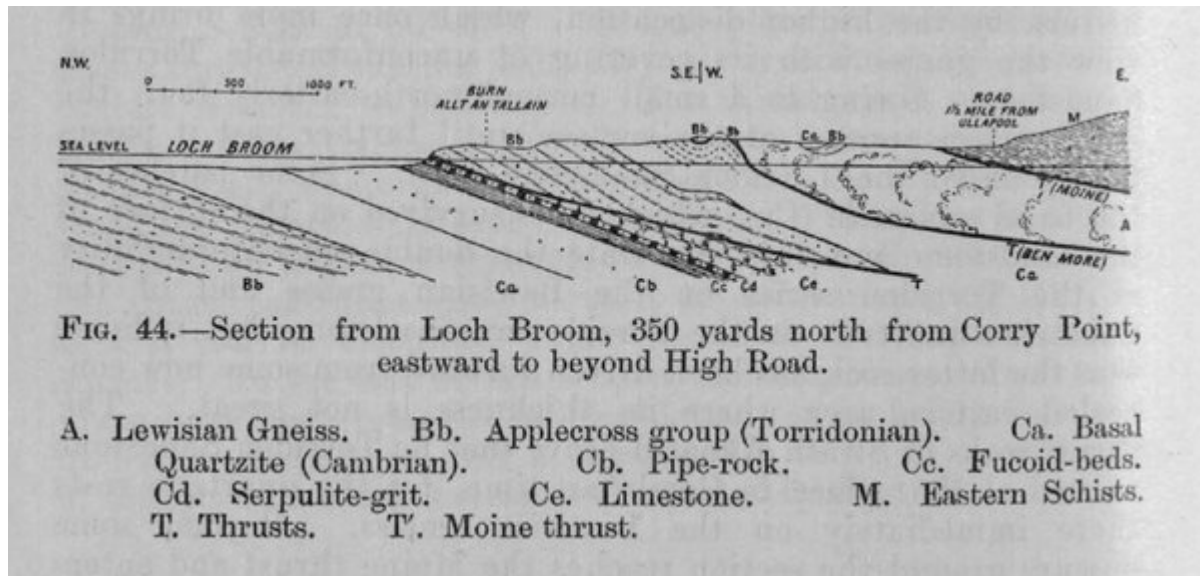 N.W.
0 500 1000 FT.
BURN
ALLT AN TALLAIN
S.E. W.
E.
ROAD
1½ MILE FROM
ULLAPOOL
M
Bb
Bb Bb
Ca Bb
SEA LEVEL LOCH BROOM
T'(MOINE)
A
T(BEN MORE)
Bb Ca Cb Cc Cd Ce T Ca
FIG. 44.—Section from Loch Broom, 350 yards north from Corry Point,
eastward to beyond High Road.
A. Lewisian Gneiss. Bb. Applecross group (Torridonian). Ca. Basal
Quartzite (Cambrian). Cb. Pipe-rock. Cc. Fucoid-beds.
Cd. Serpulite-grit. Ce. Limestone. M. Eastern Schists.
T. Thrusts. T'. Moine thrust.